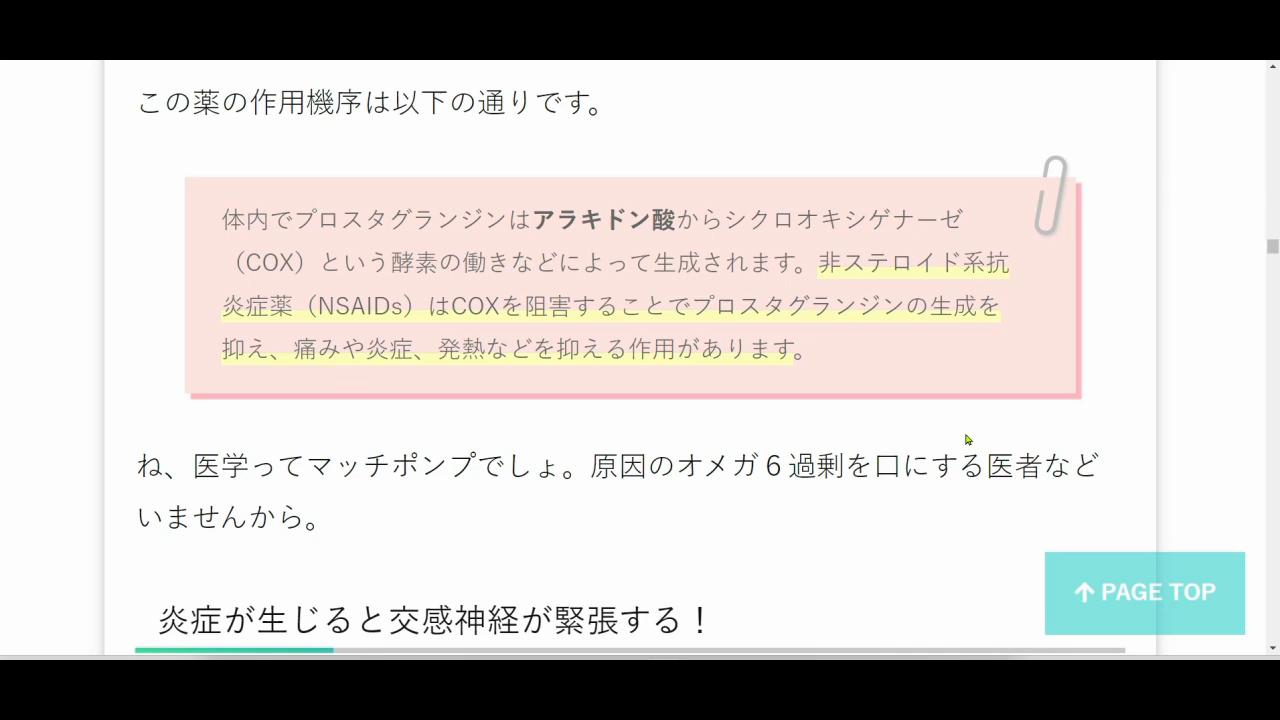 この薬の作用機序は以下の通りです。
体内でプロスタグランジンはアラキドン酸からシクロオキシゲナーゼ
（COX）という酵素の働きなどによって生成されます。非ステロイド系抗
炎症薬（NSAIDs）はCOXを阻害することでプロスタグランジンの生成を
抑え、痛みや炎症、発熱などを抑える作用があります。
ね、医学ってマッチポンプでしょ。原因のオメガ６過剰を口にする医者など
いませんから。
炎症が生じると交感神経が緊張する！
↑ PAGE TOP